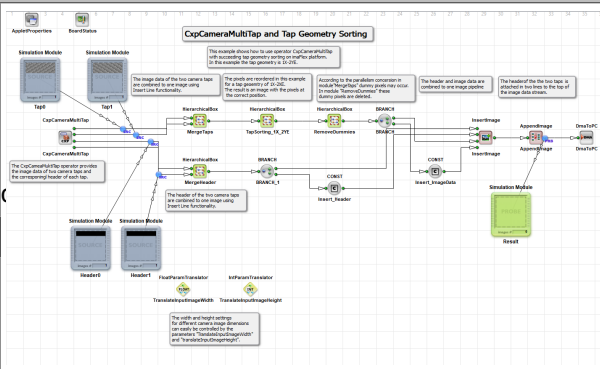 AppletProperties
BoardStatus
CxpCameraMultiTap and Tap Geometry Sorting
This example shows how to use operator CxpCameraMultiTap
with succeeding tap geometry sorting on imaFlex platform.
In this example the tap geometry is 1X-2YE.
Simulation Module
Simulation Module
Tap0
Tap1
The image data of the two camera taps
are combined to one image using
Insert Line functionality.
The pixels are reordered in this example
for a tap geometry of 1X-2YE.
The result is an image with the pixels at
the correct position.
According to the parallelism conversion in
module"MergeTaps" dummy pixels may occur.
In module "RemoveDummies" these
dummy pixels are deleted.
The header and image data are
combined to one image pixel stream.
The headerof the the two taps is
attached in two lines to the top of
the image data stream.
CxpCameraMultiTap
CxpCameraMultiTap
HierarchicalBox
MergeTaps
HierarchicalBox
TapSorting_1X_2YE
HierarchicalBox
RemoveDummies
BRANCH
BRANCH
InsertImage
InsertImage
AppendImage
AppendImage
DmaToPC
DmaToPC
The CxpCameaMultiTap operator provides
the image data of two camera taps and
the corresponing header of each tap.
HierarchicalBox
MergeHeader
BRANCH
BRANCH_1
CONST
Insert_Header
CONST
Insert_ImageData
The header of the two camera taps
are combined to one image using
Insert Line functionality.
Simulation Module
Simulation Module
Header0
Header1
Simulation Module
Result
FloatParamTranslator
FLOAT
TranslateInputImageWidth
IntParamTranslator
INT
TranslateInputImageHeight
The width and height settings
for different camera image dimensions
can easily be controlled by the
parameters "TranslateInputImageWidth"
and "translateInputImageHeight".